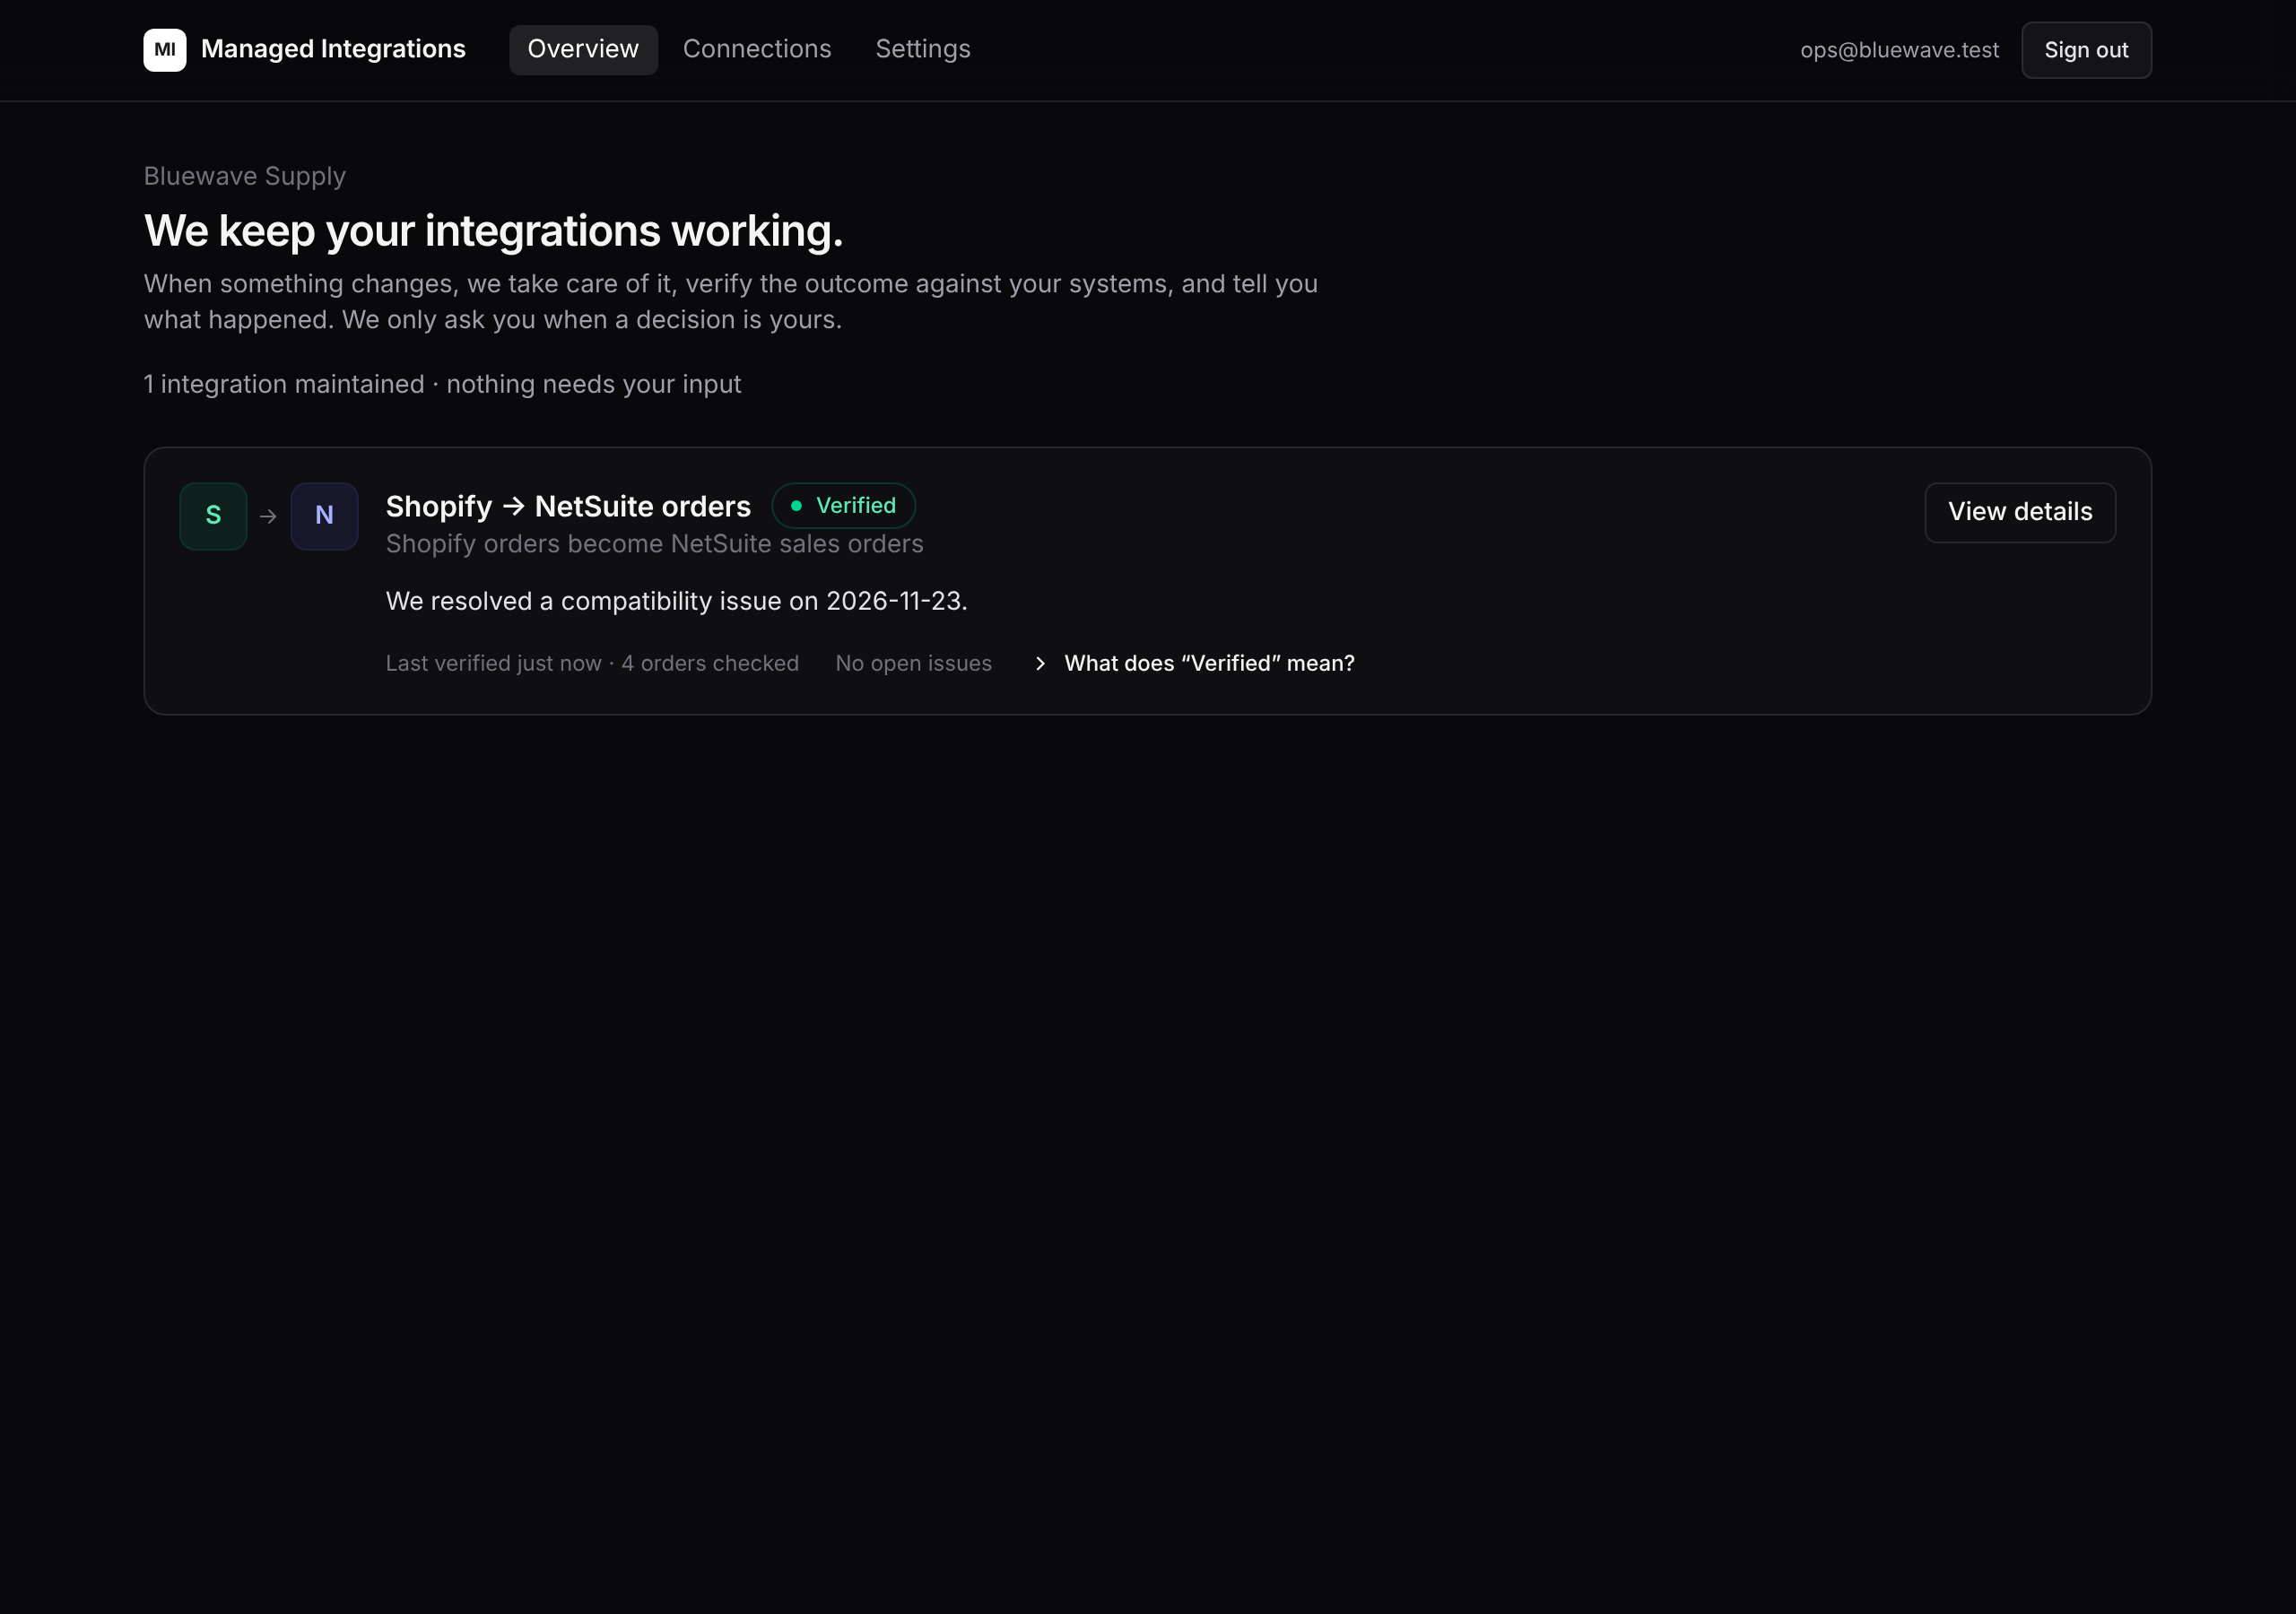 MI Managed Integrations Overview Connections Settings ops@bluewave.test Sign out
Bluewave Supply
We keep your integrations working.
When something changes, we take care of it, verify the outcome against your systems, and tell you
what happened. We only ask you when a decision is yours.
1 integration maintained · nothing needs your input
S → N Shopify → NetSuite orders Verified View details
Shopify orders become NetSuite sales orders
We resolved a compatibility issue on 2026-11-23.
Last verified just now · 4 orders checked No open issues > What does “Verified” mean?